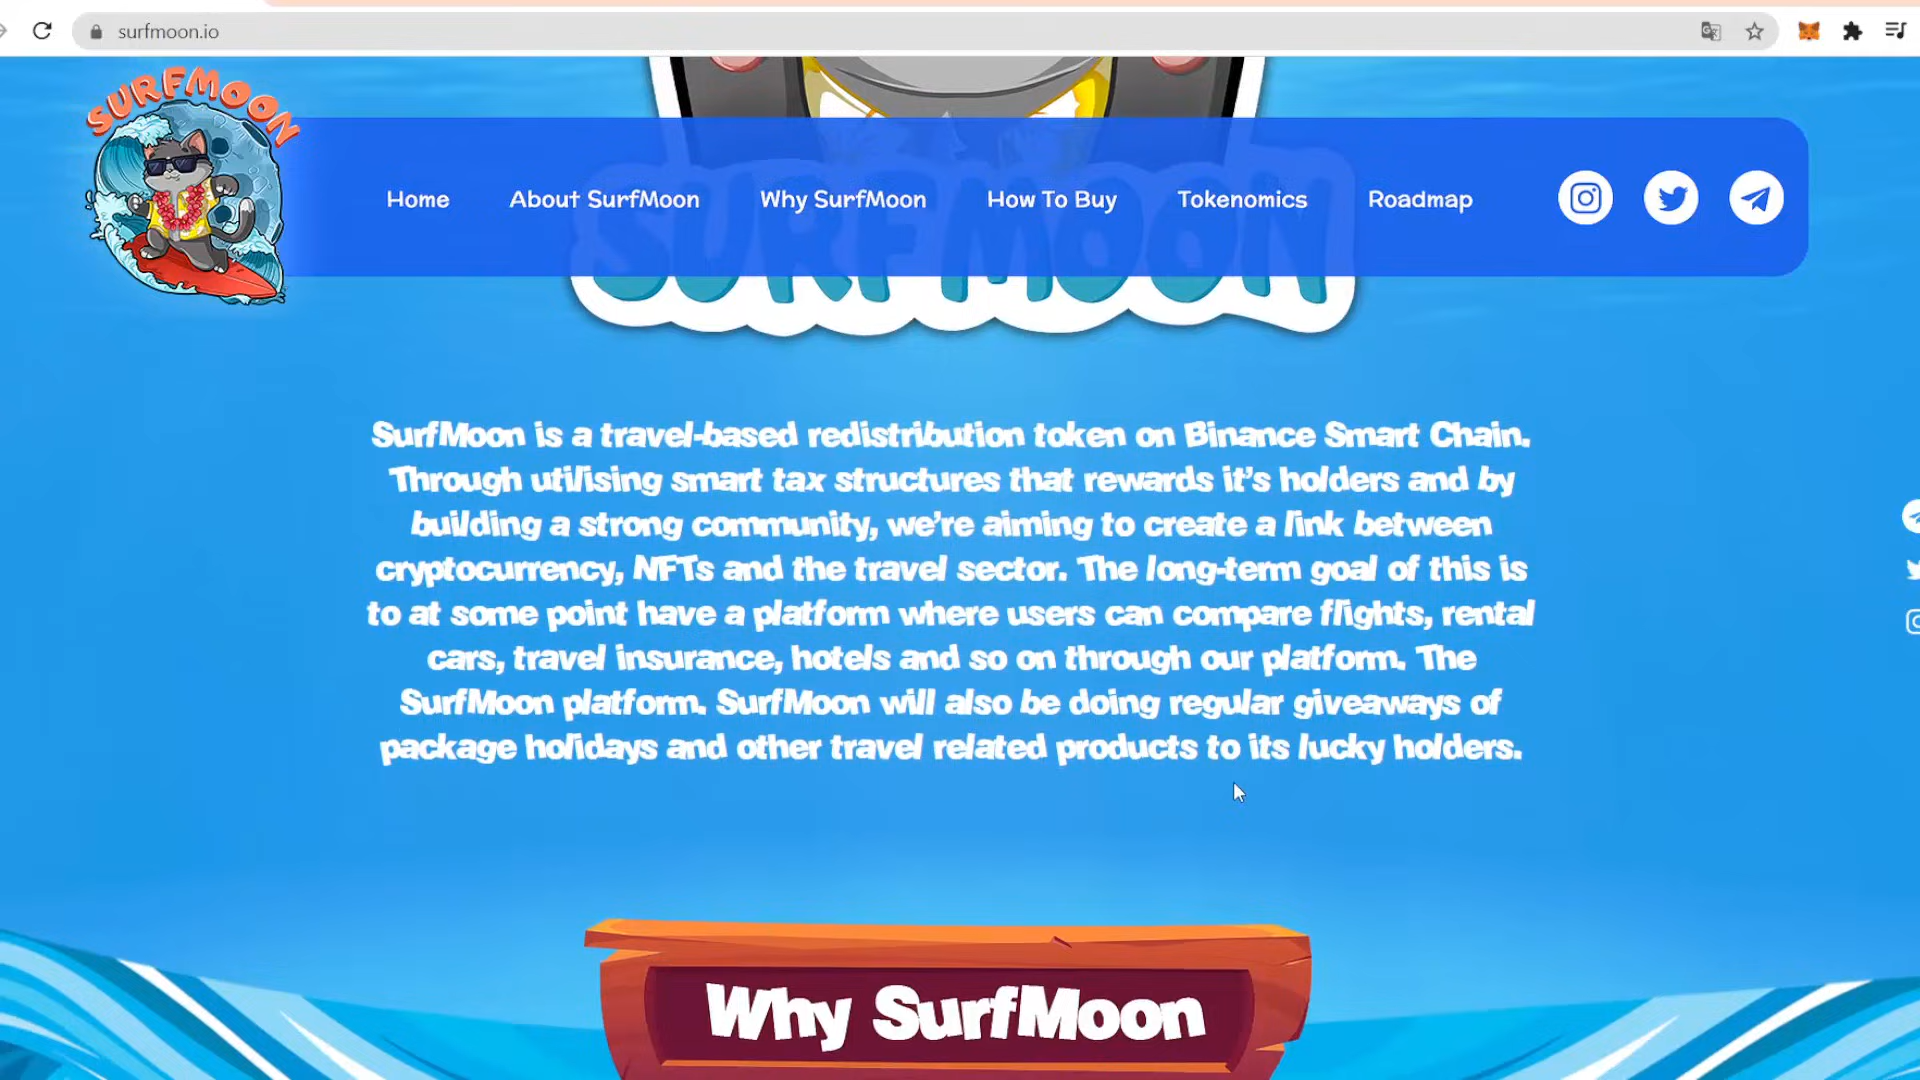 surfmoon.io
SURFMOON
Home About SurfMoon Why SurfMoon How To Buy Tokenomics Roadmap
SURFMOON
SurfMoon is a travel-based redistribution token on Binance Smart Chain.
Through utilising smart tax structures that rewards it's holders and by
building a strong community, we're aiming to create a link between
cryptocurrency, NFTs and the travel sector. The long-term goal of this is
to at some point have a platform where users can compare flights, rental
cars, travel insurance, hotels and so on through our platform. The
SurfMoon platform. SurfMoon will also be doing regular giveaways of
package holidays and other travel related products to its lucky holders.
Why SurfMoon